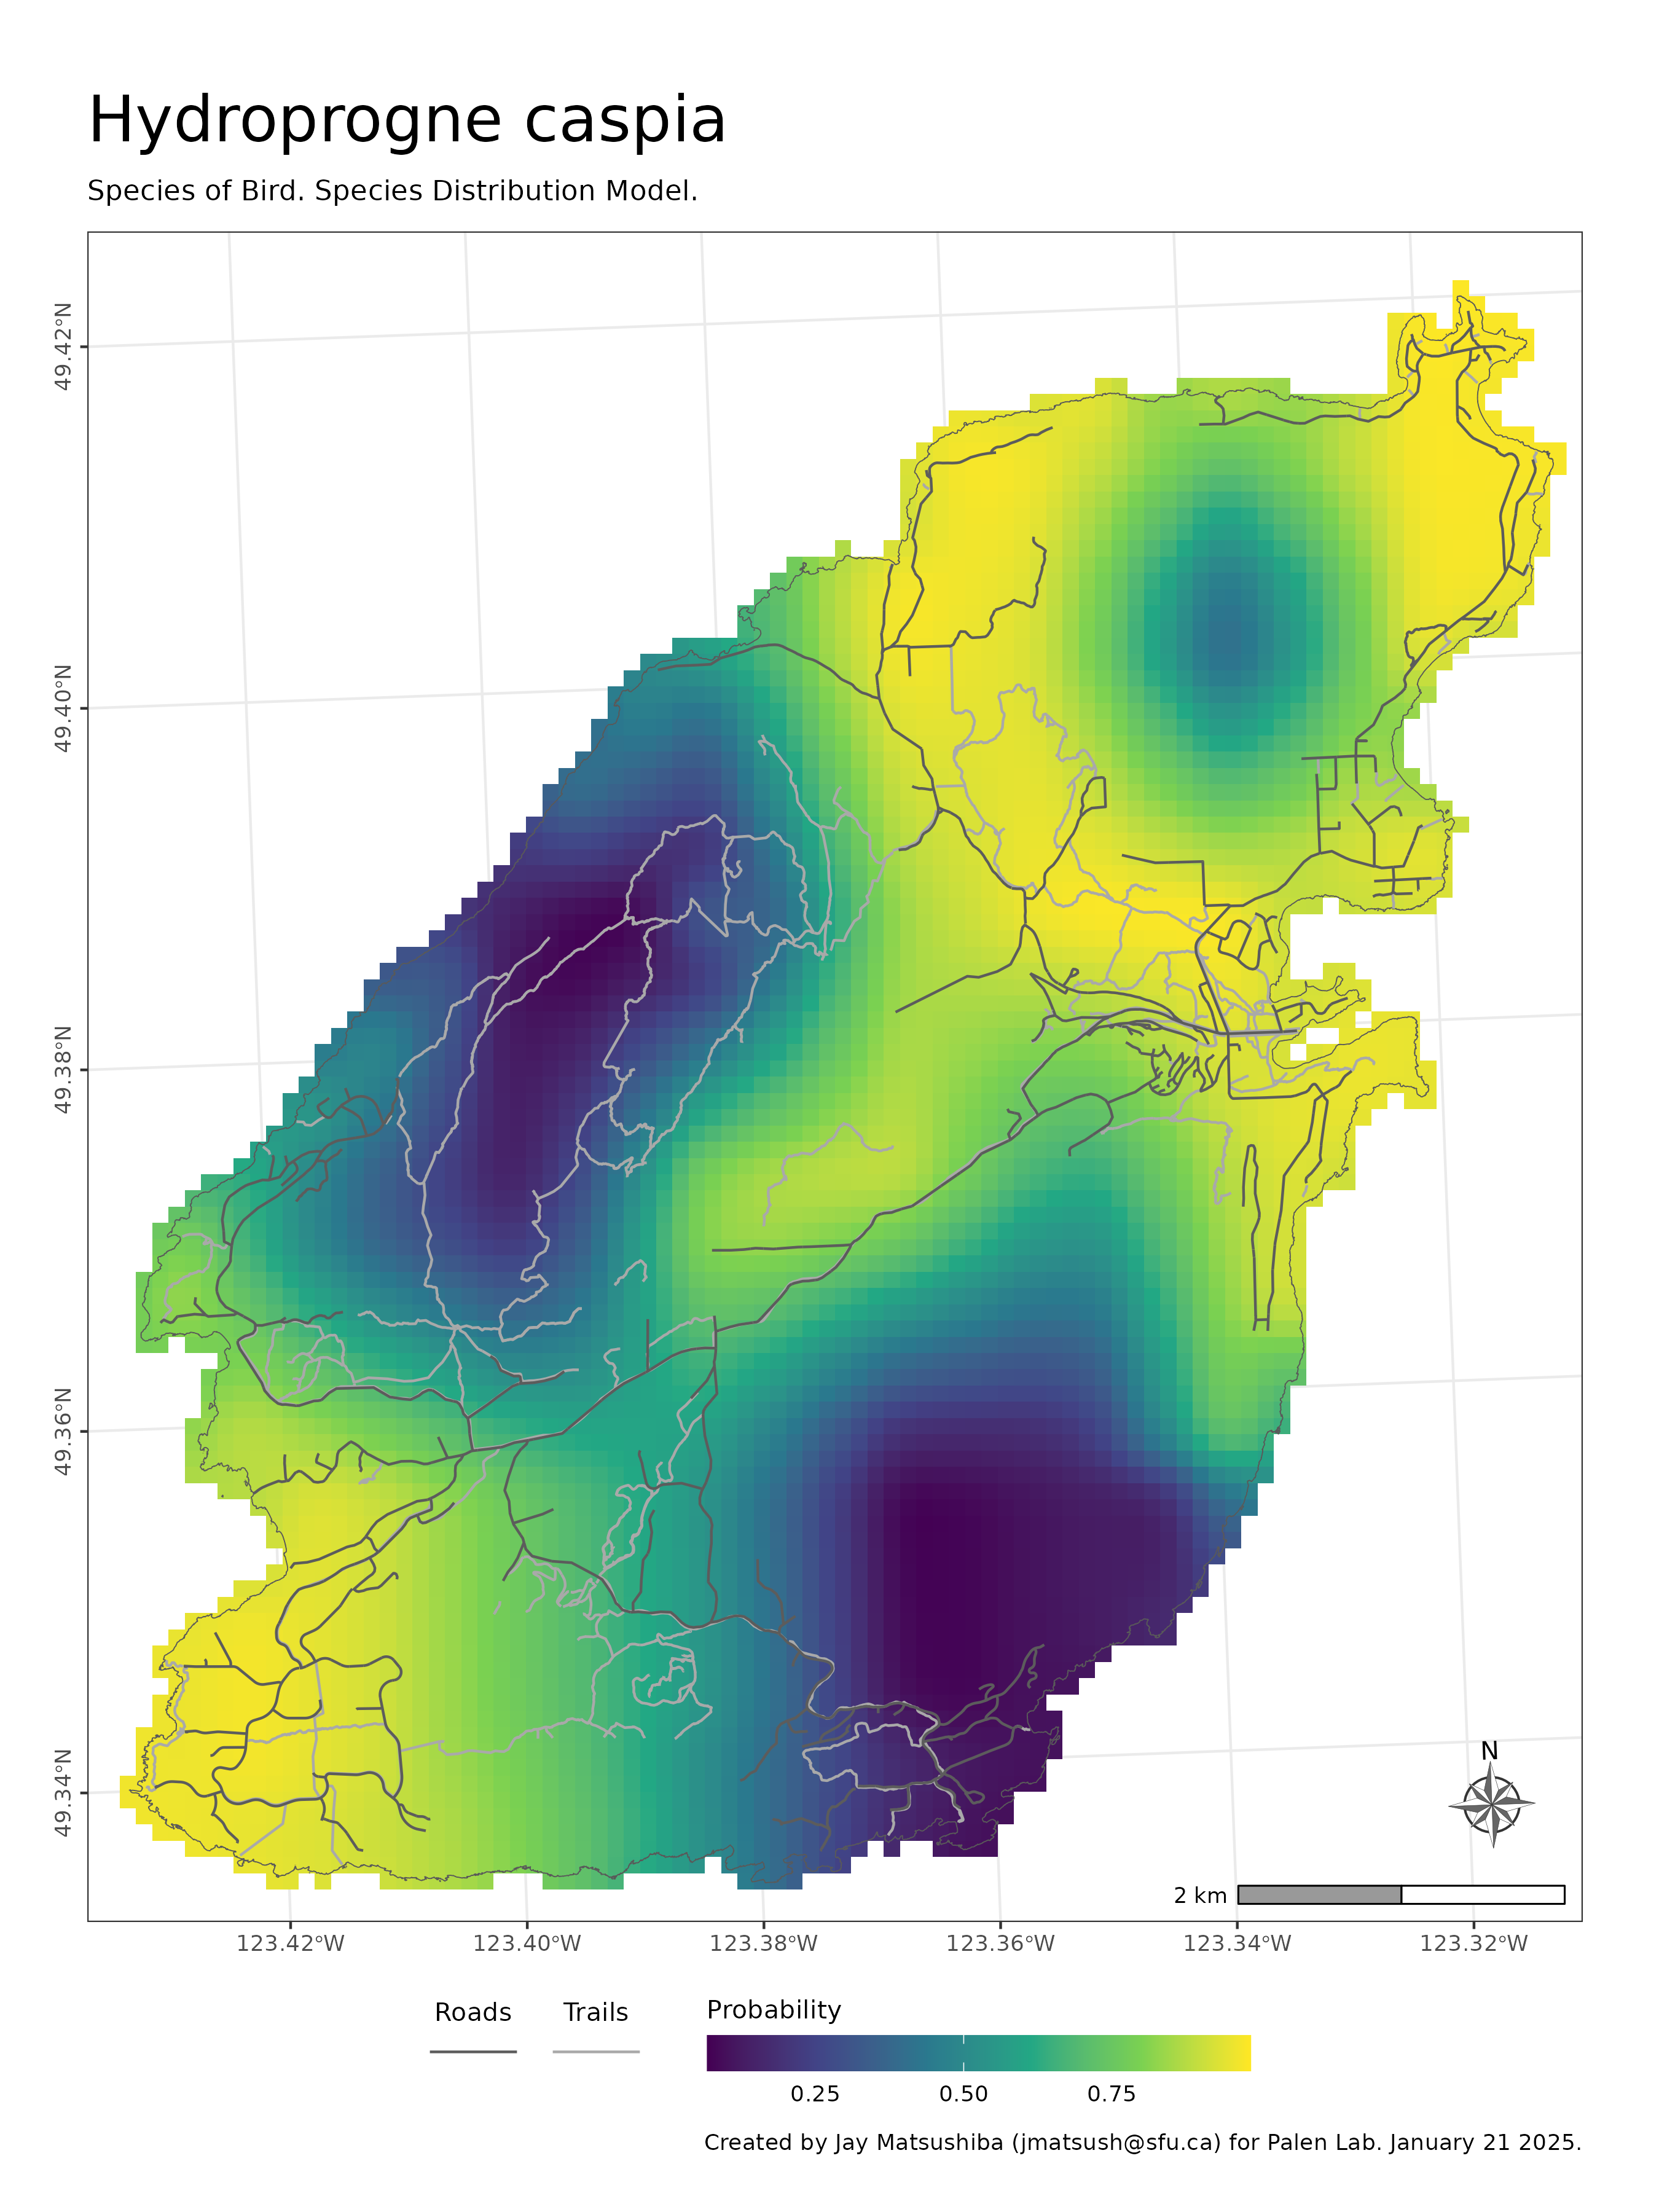 Hydroprogne caspia
Species of Bird. Species Distribution Model.
49.42°N
49.40°N
49.38°N
49.36°N
49.34°N
N
2 km
123.42°W 123.40°W 123.38°W 123.36°W 123.34°W 123.32°W
Roads Trails Probability
0.25 0.50 0.75
Created by Jay Matsushiba (jmatsush@sfu.ca) for Palen Lab. January 21 2025.